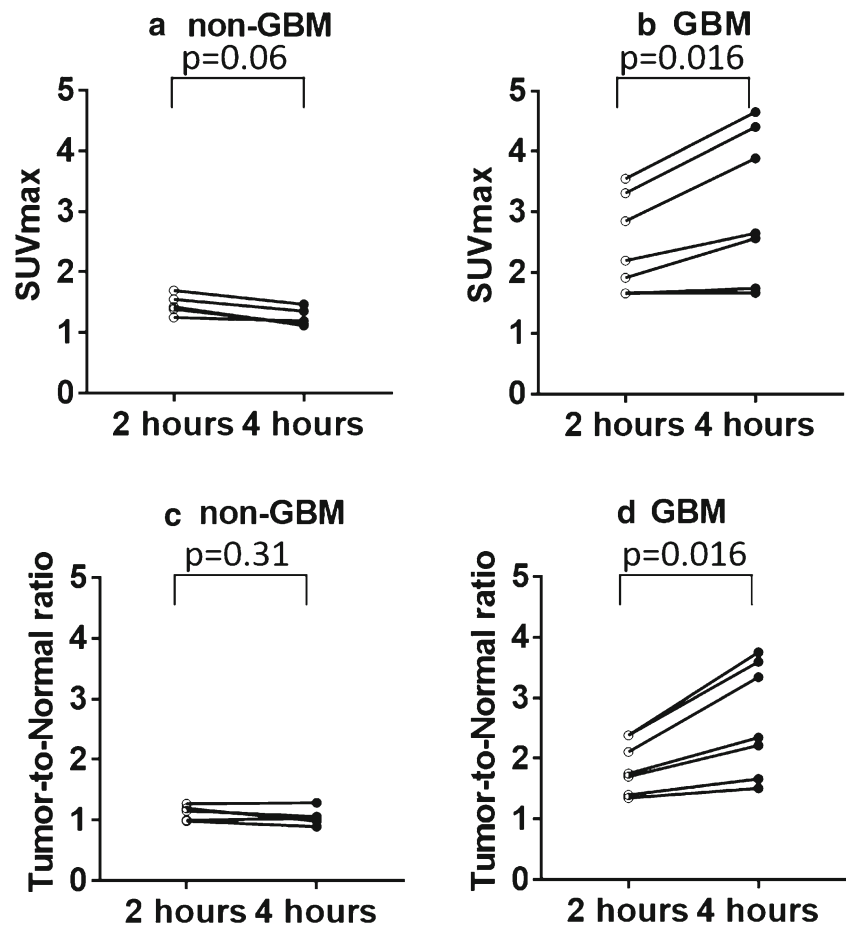 a non-GBM
p=0.06
SUVmax
5
4
3
2
1
0
2 hours 4 hours
b GBM
p=0.016
SUVmax
5
4
3
2
1
0
2 hours 4 hours
c non-GBM
p=0.31
Tumor-to-Normal ratio
5
4
3
2
1
0
2 hours 4 hours
d GBM
p=0.016
Tumor-to-Normal ratio
5
4
3
2
1
0
2 hours 4 hours